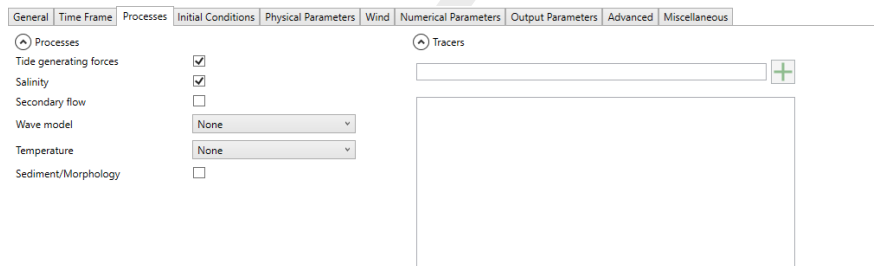 General Time Frame Processes Initial Conditions Physical Parameters Wind Numerical Parameters Output Parameters Advanced Miscellaneous
Processes
Tide generating forces
Salinity
Secondary flow
Wave model None
Temperature None
Sediment/Morphology
Tracers